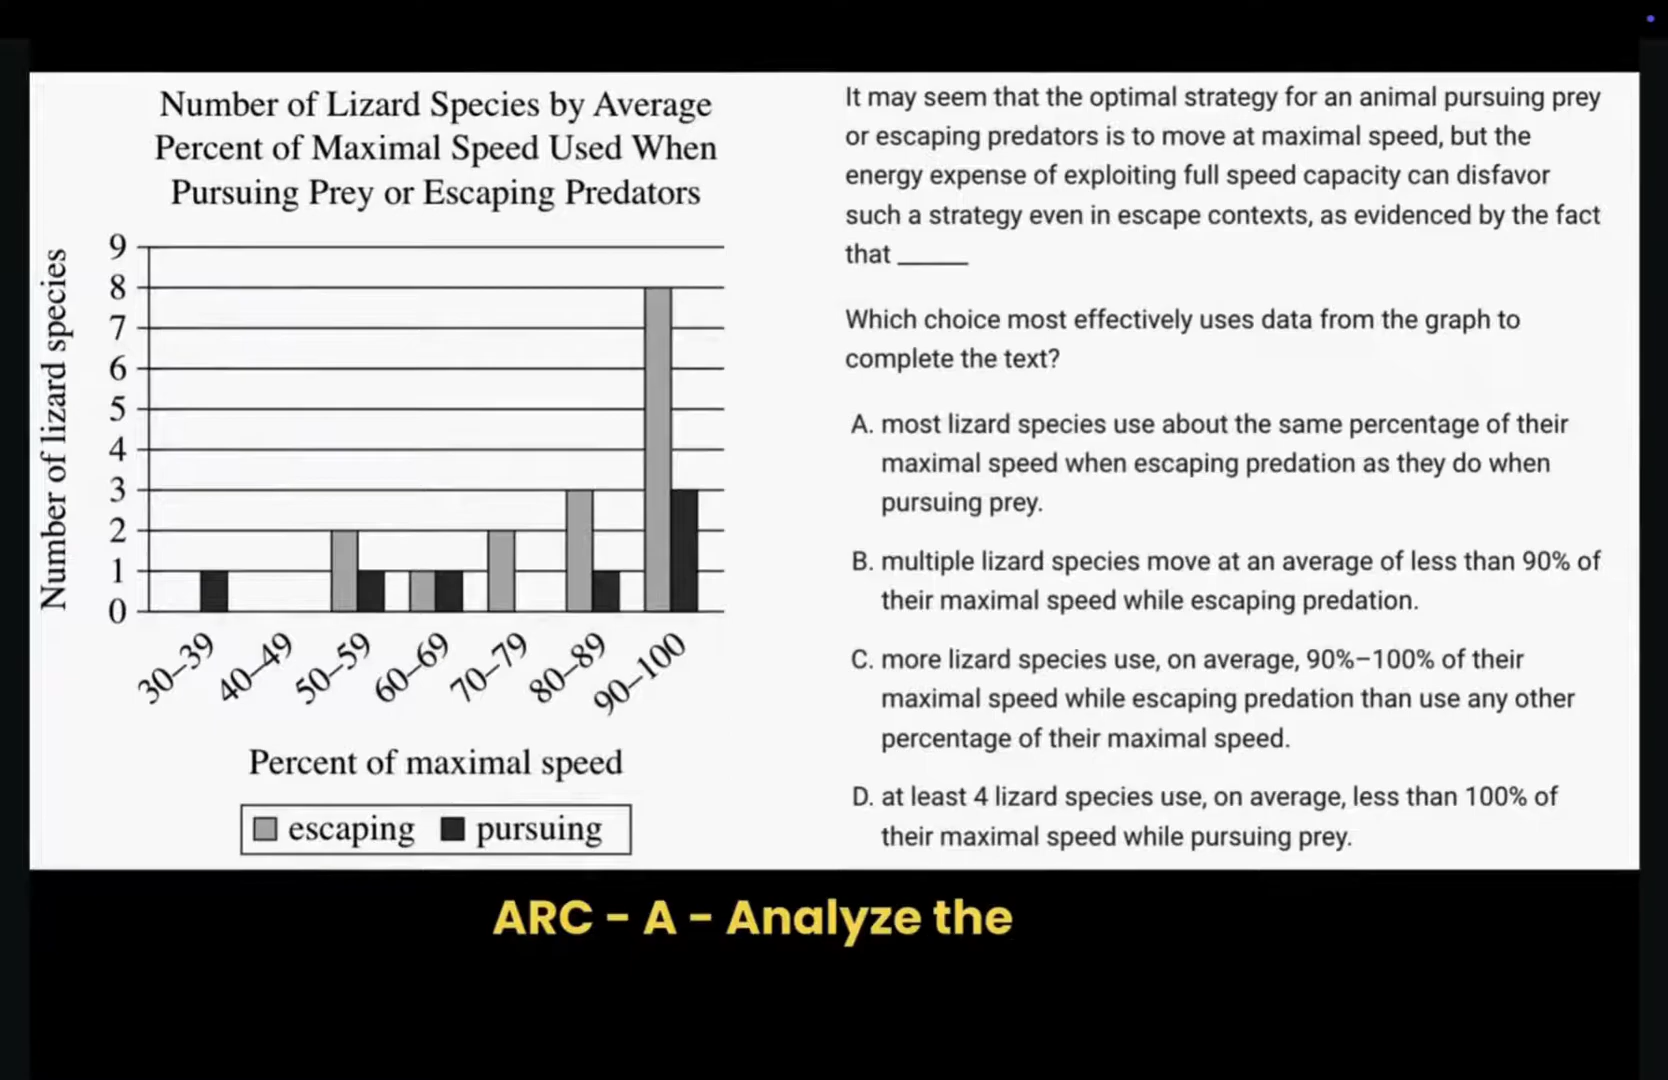 Number of Lizard Species by Average
Percent of Maximal Speed Used When
Pursuing Prey or Escaping Predators
Number of lizard species
9
8
7
6
5
4
3
2
1
0
30–39
40–49
50–59
60–69
70–79
80–89
90–100
Percent of maximal speed
escaping
pursuing
It may seem that the optimal strategy for an animal pursuing prey
or escaping predators is to move at maximal speed, but the
energy expense of exploiting full speed capacity can disfavor
such a strategy even in escape contexts, as evidenced by the fact
that ______
Which choice most effectively uses data from the graph to
complete the text?
A. most lizard species use about the same percentage of their
maximal speed when escaping predation as they do when
pursuing prey.
B. multiple lizard species move at an average of less than 90% of
their maximal speed while escaping predation.
C. more lizard species use, on average, 90%–100% of their
maximal speed while escaping predation than use any other
percentage of their maximal speed.
D. at least 4 lizard species use, on average, less than 100% of
their maximal speed while pursuing prey.
ARC - A - Analyze the